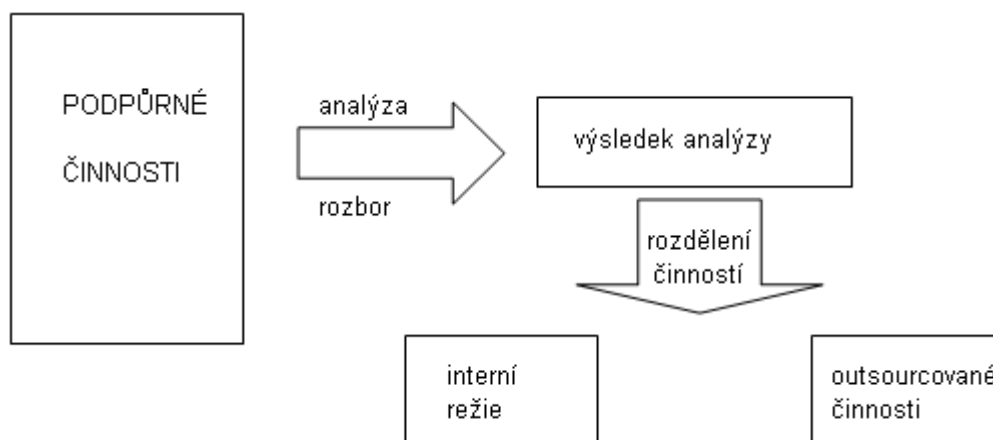 PODPŮRNÉ
ČINNOSTI
analýza
rozbor
výsledek analýzy
rozdělení
činností
interní
režie
outsourcované
činnosti